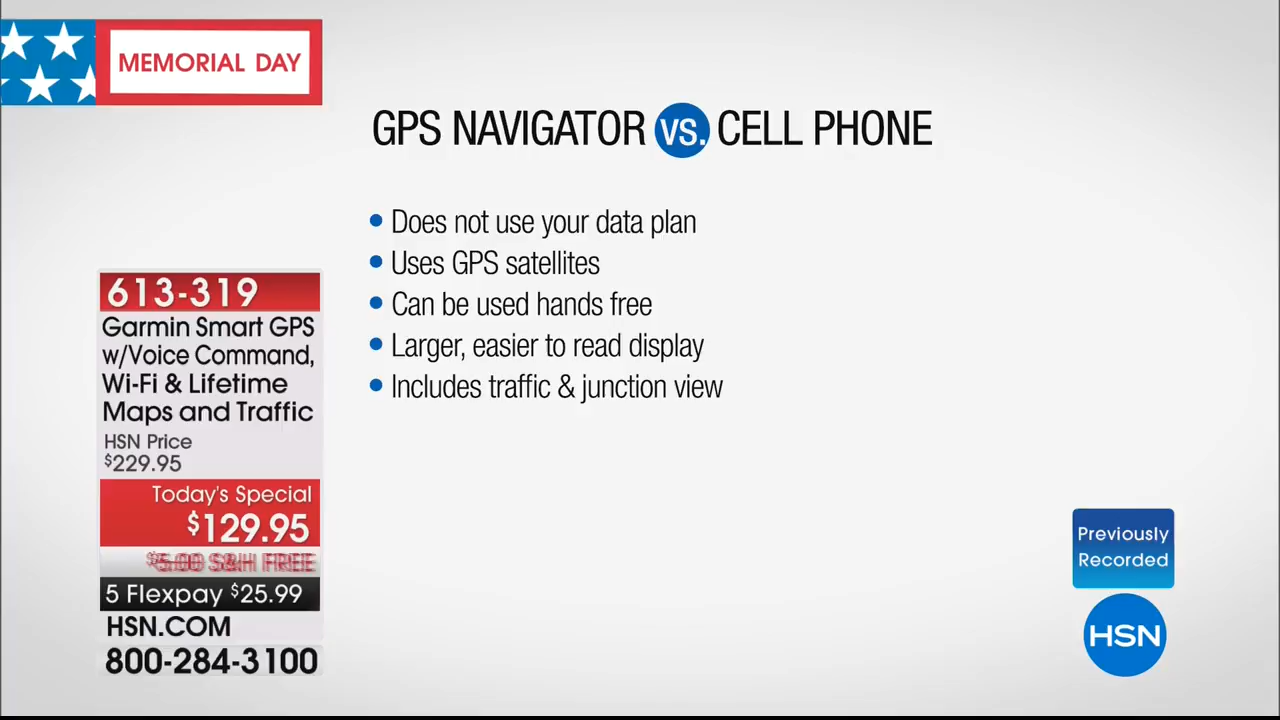 MEMORIAL DAY
GPS NAVIGATOR VS. CELL PHONE
• Does not use your data plan
• Uses GPS satellites
• Can be used hands free
• Larger, easier to read display
• Includes traffic & junction view
613-319
Garmin Smart GPS
w/Voice Command,
Wi-Fi & Lifetime
Maps and Traffic
HSN Price
$229.95
Today's Special
$129.95
$5.00 S&H FREE
5 Flexpay $25.99
HSN.COM
800-284-3100
Previously
Recorded
HSN